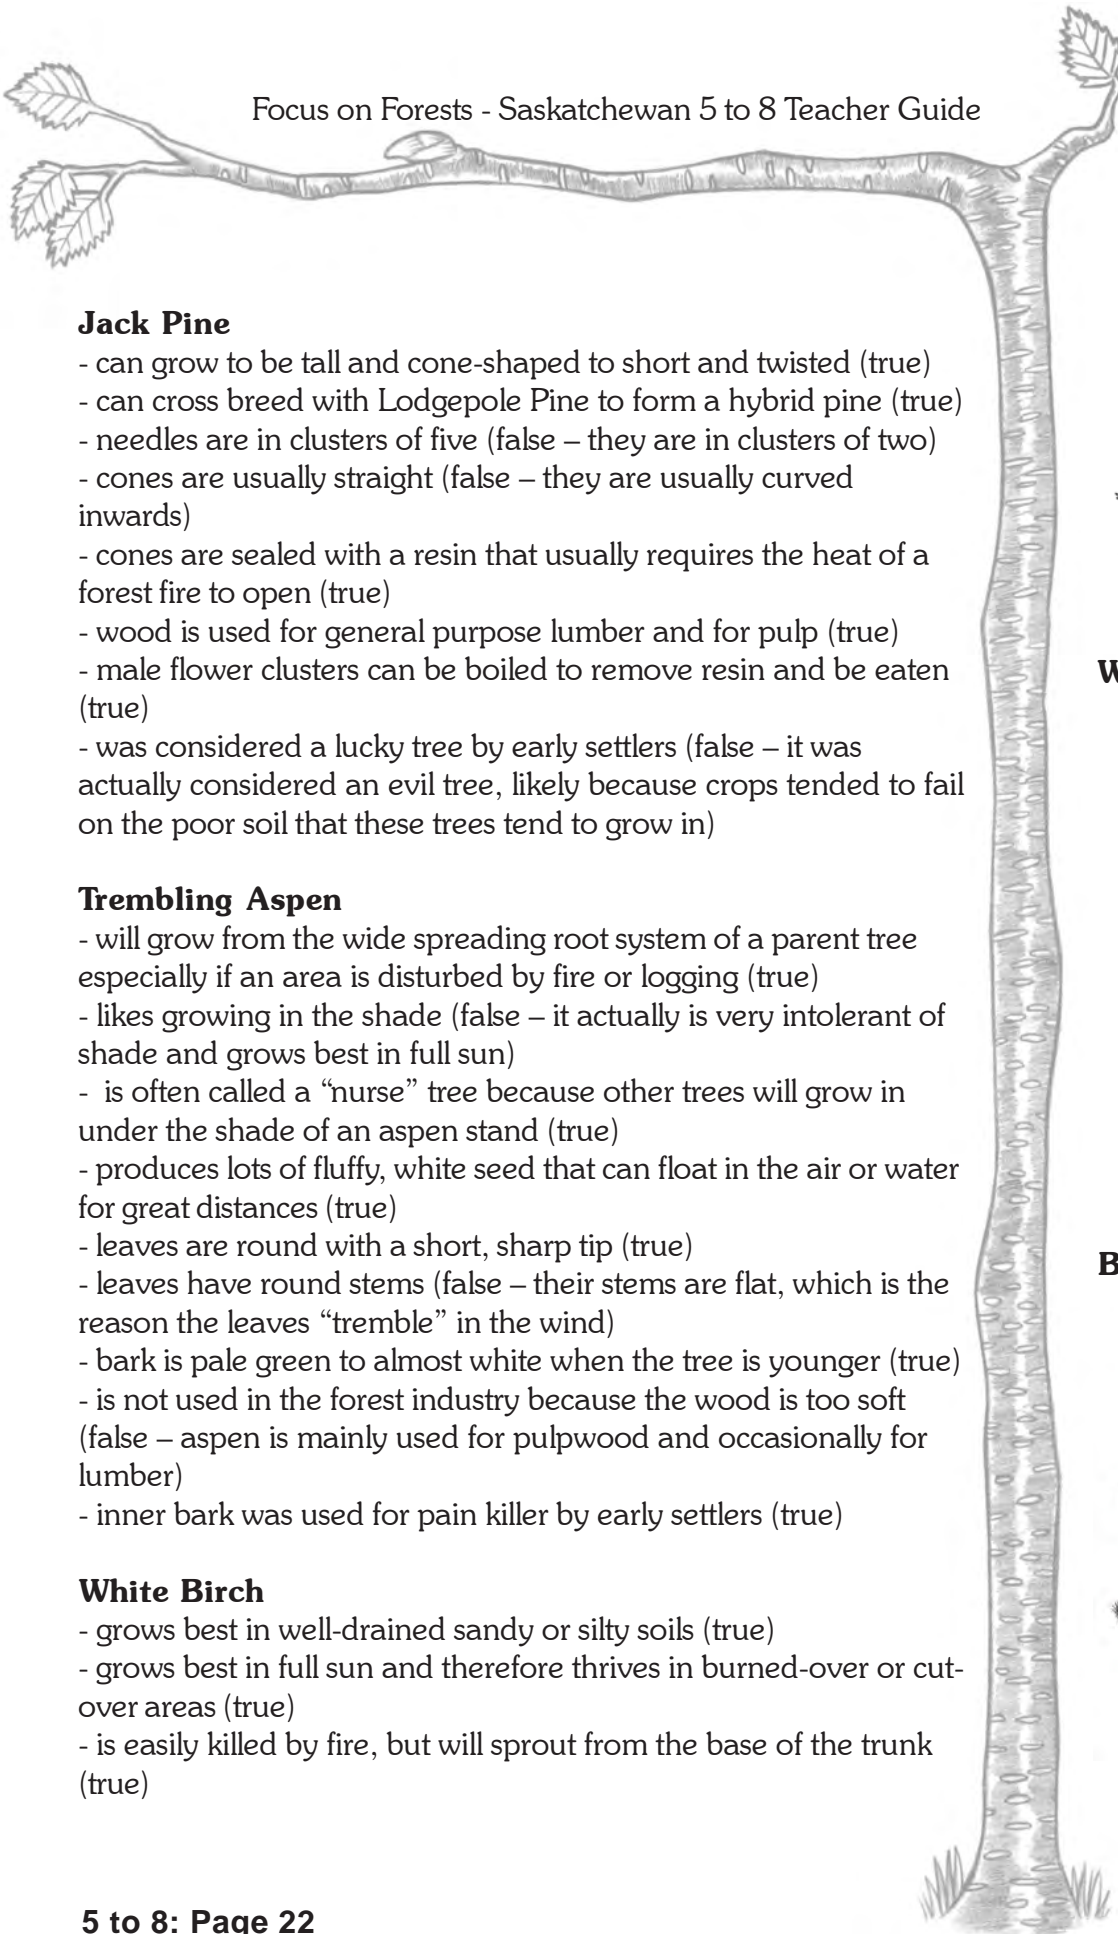 Focus on Forests - Saskatchewan 5 to 8 Teacher Guide
Jack Pine
- can grow to be tall and cone-shaped to short and twisted (true)
- can cross breed with Lodgepole Pine to form a hybrid pine (true)
- needles are in clusters of five (false – they are in clusters of two)
- cones are usually straight (false – they are usually curved
inwards)
- cones are sealed with a resin that usually requires the heat of a
forest fire to open (true)
- wood is used for general purpose lumber and for pulp (true)
- male flower clusters can be boiled to remove resin and be eaten
(true)
- was considered a lucky tree by early settlers (false – it was
actually considered an evil tree, likely because crops tended to fail
on the poor soil that these trees tend to grow in)
Trembling Aspen
- will grow from the wide spreading root system of a parent tree
especially if an area is disturbed by fire or logging (true)
- likes growing in the shade (false – it actually is very intolerant of
shade and grows best in full sun)
-  is often called a “nurse” tree because other trees will grow in
under the shade of an aspen stand (true)
- produces lots of fluffy, white seed that can float in the air or water
for great distances (true)
- leaves are round with a short, sharp tip (true)
- leaves have round stems (false – their stems are flat, which is the
reason the leaves “tremble” in the wind)
- bark is pale green to almost white when the tree is younger (true)
- is not used in the forest industry because the wood is too soft
(false – aspen is mainly used for pulpwood and occasionally for
lumber)
- inner bark was used for pain killer by early settlers (true)
White Birch
- grows best in well-drained sandy or silty soils (true)
- grows best in full sun and therefore thrives in burned-over or cut-
over areas (true)
- is easily killed by fire, but will sprout from the base of the trunk
(true)
5 to 8: Page 22